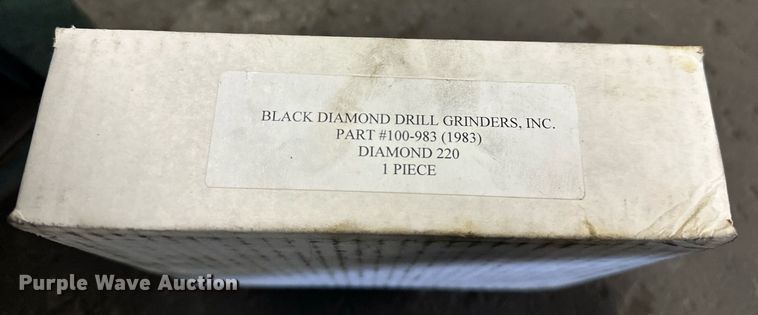 BLACK DIAMOND DRILL GRINDERS, INC.
PART #100-983 (1983)
DIAMOND 220
1 PIECE
Purple Wave Auction